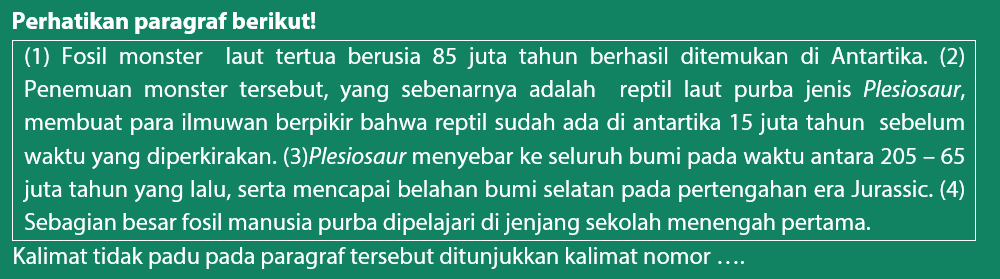 Perhatikan paragraf berikut!
(1) Fosil monster laut tertua berusia 85 juta tahun berhasil ditemukan di Antartika. (2)
Penemuan monster tersebut, yang sebenarnya adalah reptil laut purba jenis Plesiosaur,
membuat para ilmuwan berpikir bahwa reptil sudah ada di antartika 15 juta tahun sebelum
waktu yang diperkirakan. (3)Plesiosaur menyebar ke seluruh bumi pada waktu antara 205 – 65
juta tahun yang lalu, serta mencapai belahan bumi selatan pada pertengahan era Jurassic. (4)
Sebagian besar fosil manusia purba dipelajari di jenjang sekolah menengah pertama.
Kalimat tidak padu pada paragraf tersebut ditunjukkan kalimat nomor ….